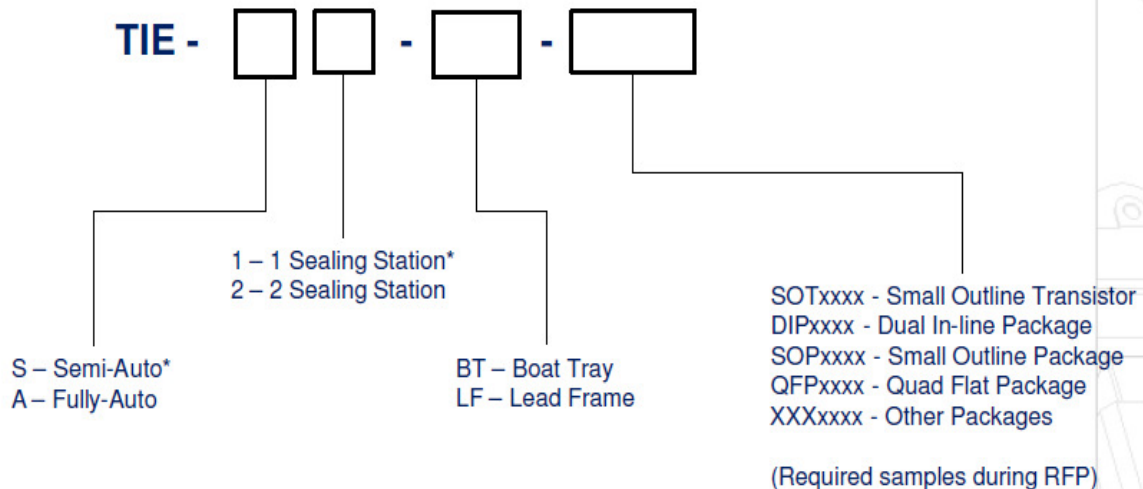 TIE - - -
1 – 1 Sealing Station*
2 – 2 Sealing Station
S – Semi-Auto*
A – Fully-Auto
BT – Boat Tray
LF – Lead Frame
SOTxxxx - Small Outline Transistor
DIPxxxx - Dual In-line Package
SOPxxxx - Small Outline Package
QFPxxxx - Quad Flat Package
XXXxxxx - Other Packages
(Required samples during RFP)